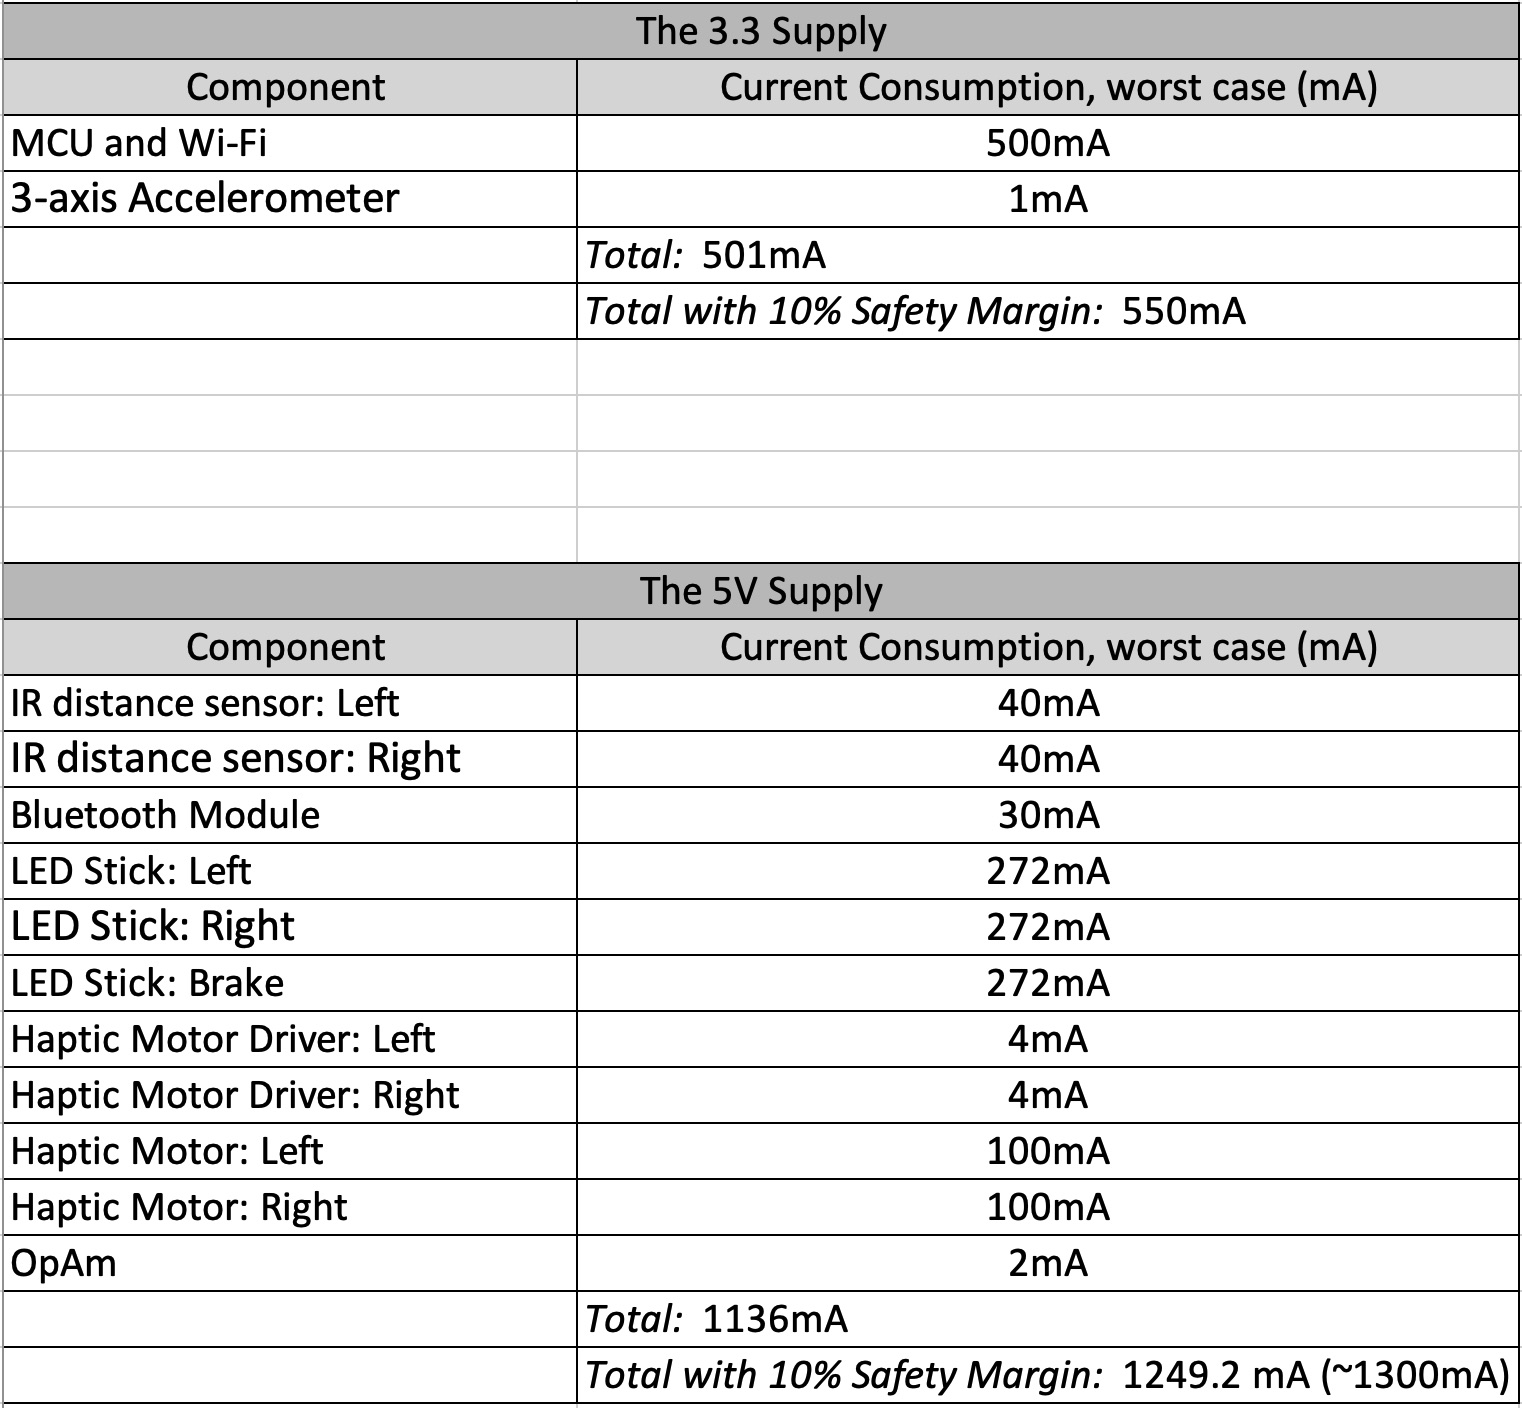 The 3.3 Supply
Component Current Consumption, worst case (mA)
MCU and Wi-Fi 500mA
3-axis Accelerometer 1mA
Total: 501mA
Total with 10% Safety Margin: 550mA
The 5V Supply
Component Current Consumption, worst case (mA)
IR distance sensor: Left 40mA
IR distance sensor: Right 40mA
Bluetooth Module 30mA
LED Stick: Left 272mA
LED Stick: Right 272mA
LED Stick: Brake 272mA
Haptic Motor Driver: Left 4mA
Haptic Motor Driver: Right 4mA
Haptic Motor: Left 100mA
Haptic Motor: Right 100mA
OpAm 2mA
Total: 1136mA
Total with 10% Safety Margin: 1249.2 mA (~1300mA)